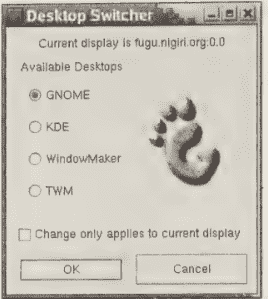 Desktop Switcher
Current display is fugu.nigiri.org:0.0
Available Desktops
GNOME
KDE
WindowMaker
TWM
Change only applies to current display
OK
Cancel